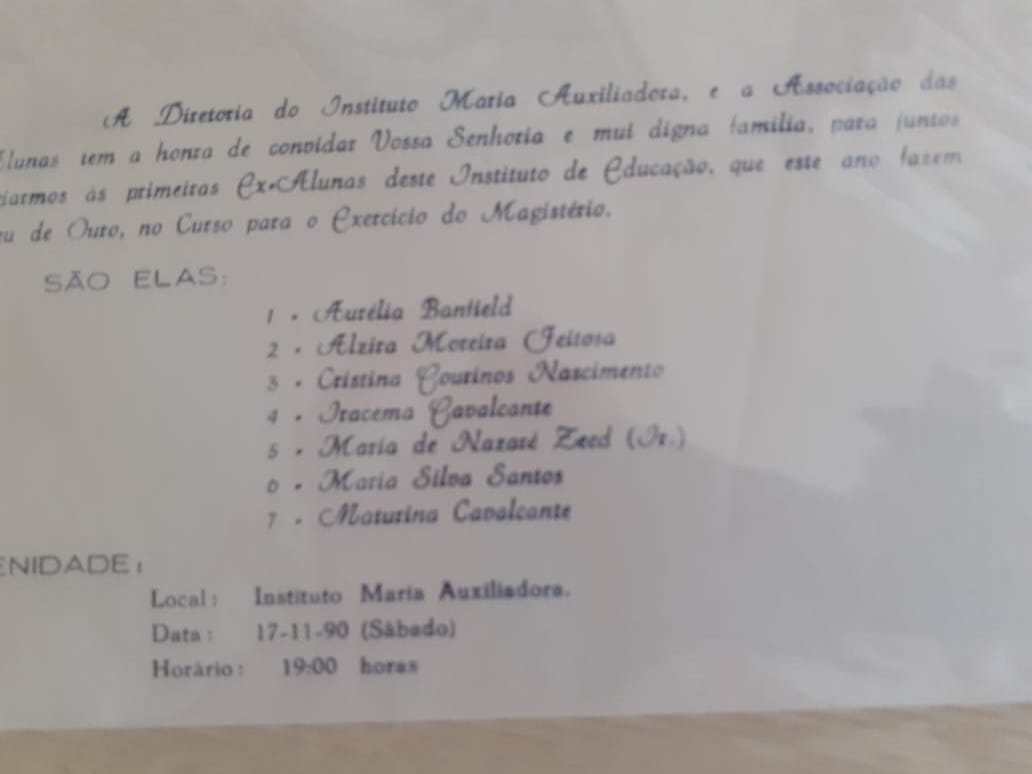 A Diretoria do Instituto Maria Auxiliadora, e a Associação das
Alunas tem a honra de convidar Vossa Senhoria e mui digna família, para juntos
ciarmos ás primeiras Ex-Alunas deste Instituto de Educação, que este ano fazem
eu de Ouro, no Curso para o Exercício do Magistério.
SÃO ELAS:
1 - Aurélia Banfield
2 - Alzira Moreira Feitosa
3 - Cristina Courinos Nascimento
4 - Iracema Cavalcante
5 - Maria de Nazaré Zeed (Ir.)
6 - Maria Silva Santos
7 - Maturina Cavalcante
ENIDADE:
Local: Instituto Maria Auxiliadora.
Data: 17-11-90 (Sàbado)
Horàrio: 19:00 horas